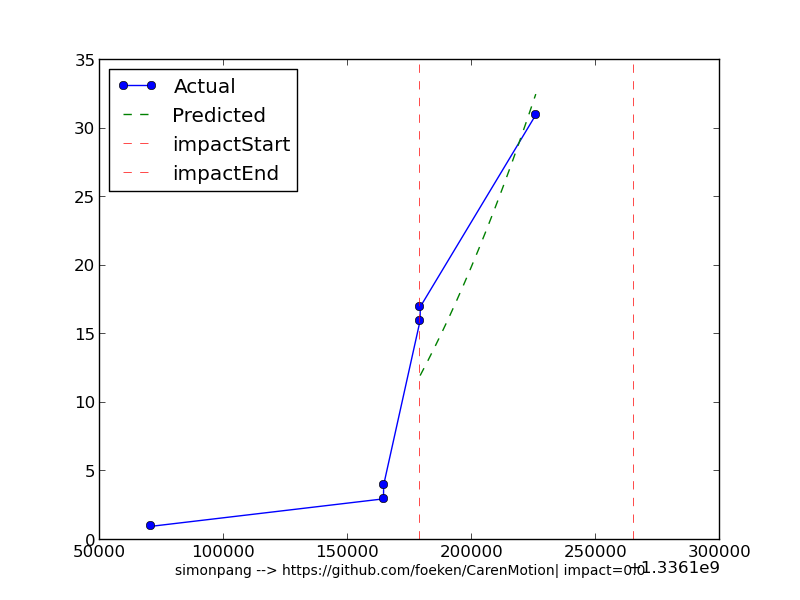 35
30
25
20
15
10
5
0
Actual
Predicted
impactStart
impactEnd
50000 100000 150000 200000 250000 300000
simonpang --> https://github.com/foeken/CarenMotion| impact=0.0
−1.3361e9